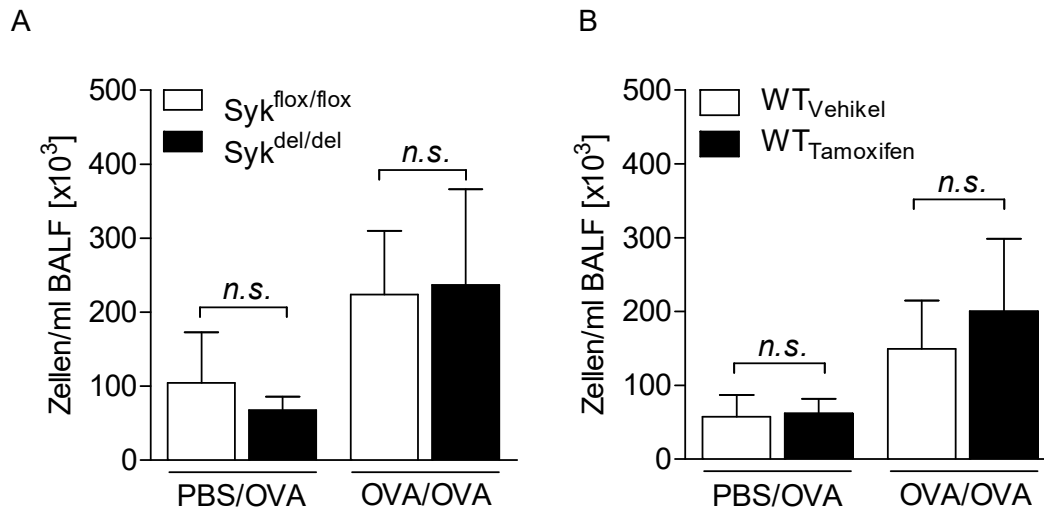 A
Zellen/ml BALF [x10³]
500
400
300
200
100
0
Syk^flox/flox
Syk^del/del
n.s.
n.s.
PBS/OVA
OVA/OVA
B
Zellen/ml BALF [x10³]
500
400
300
200
100
0
WT_Vehikel
WT_Tamoxifen
n.s.
n.s.
PBS/OVA
OVA/OVA